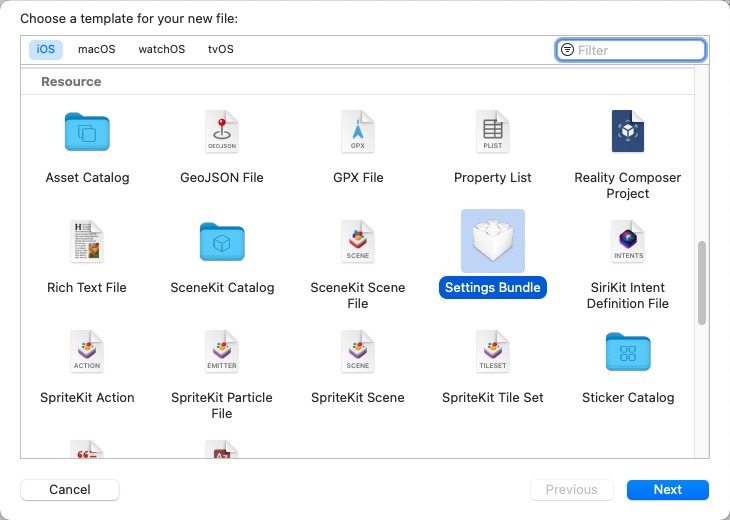 Choose a template for your new file:
iOS macOS watchOS tvOS Filter
Resource
GEOJSON GPX PLIST
Asset Catalog GeoJSON File GPX File Property List Reality Composer
Project
SCENE INTENTS
Rich Text File SceneKit Catalog SceneKit Scene
File
Settings Bundle SiriKit Intent
Definition File
ACTION EMITTER SCENE TILESET
SpriteKit Action SpriteKit Particle
File
SpriteKit Scene SpriteKit Tile Set Sticker Catalog
Cancel Previous Next